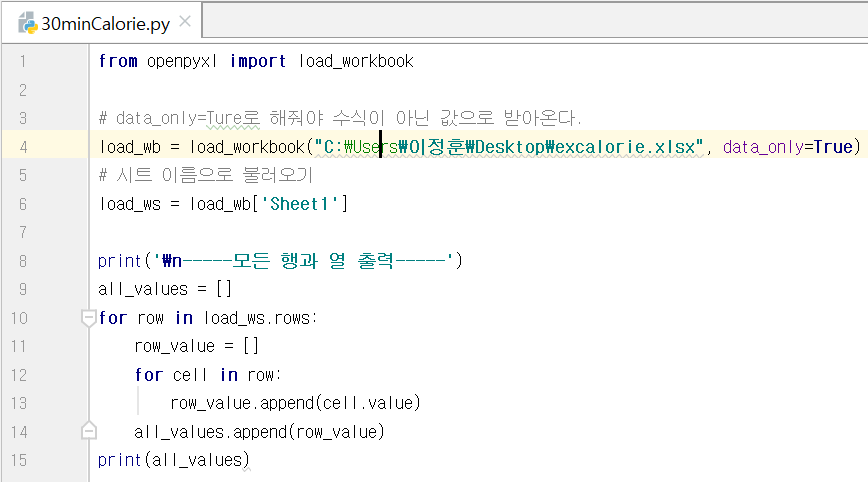 30minCalorie.py
1 from openpyxl import load_workbook
2
3 # data_only=Ture로 해줘야 수식이 아닌 값으로 받아온다.
4 load_wb = load_workbook("C:₩Users₩이정훈₩Desktop₩excalorie.xlsx", data_only=True)
5 # 시트 이름으로 불러오기
6 load_ws = load_wb['Sheet1']
7
8 print('₩n-----모든 행과 열 출력-----')
9 all_values = []
10 for row in load_ws.rows:
11     row_value = []
12     for cell in row:
13         row_value.append(cell.value)
14     all_values.append(row_value)
15 print(all_values)